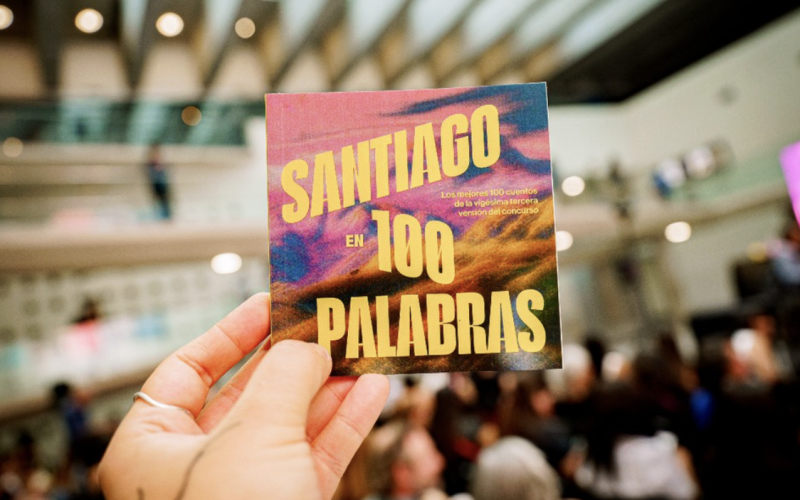 SANTIAGO
Los mejores 100 cuentos
de la vigésima tercera
versión del concurso
EN 100
PALABRAS